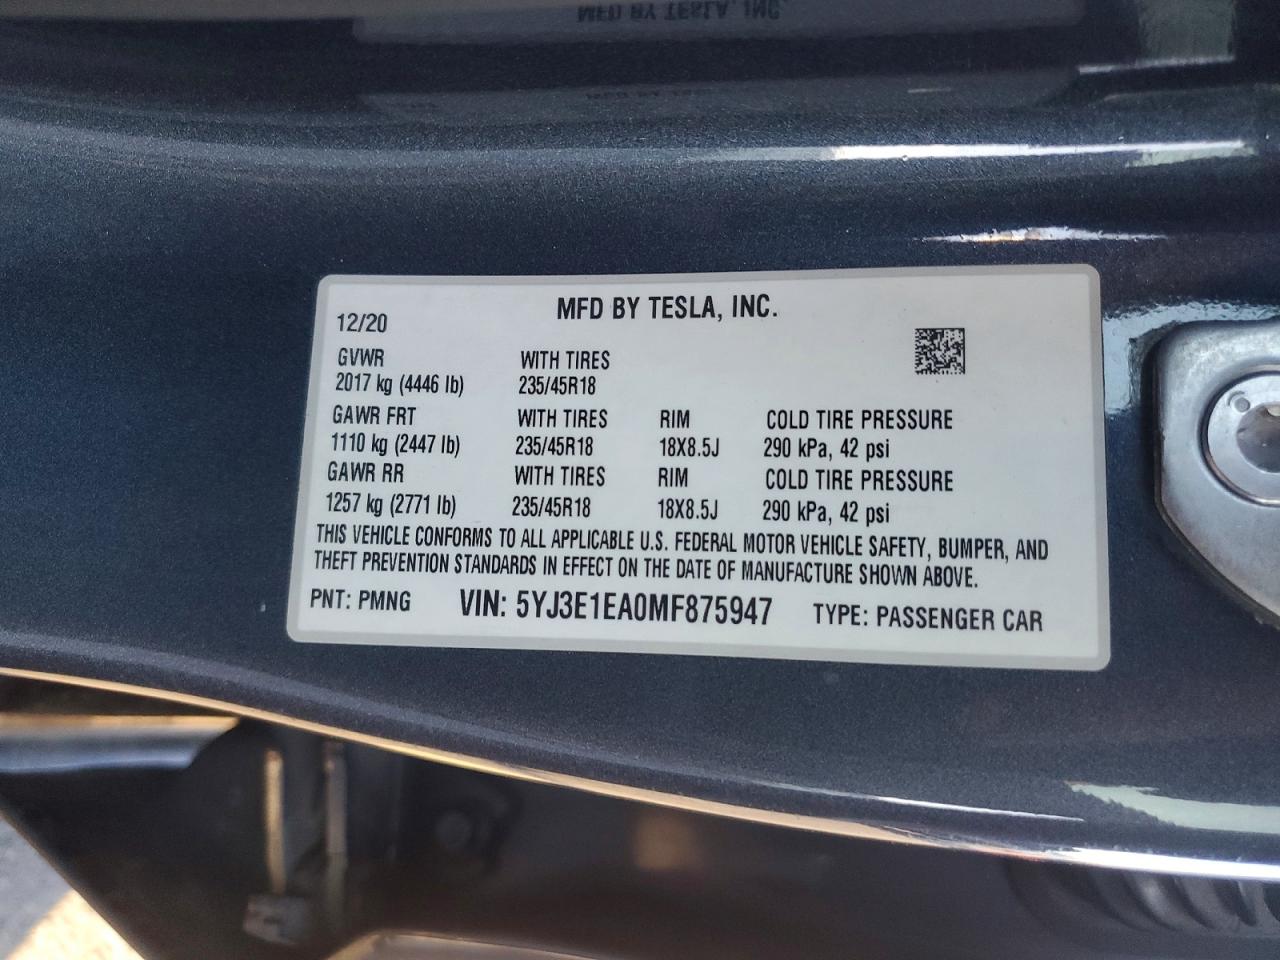 MFD BY TESLA, INC.
12/20
GVWR WITH TIRES
2017 kg (4446 lb) 235/45R18
GAWR FRT WITH TIRES RIM COLD TIRE PRESSURE
1110 kg (2447 lb) 235/45R18 18X8.5J 290 kPa, 42 psi
GAWR RR WITH TIRES RIM COLD TIRE PRESSURE
1257 kg (2771 lb) 235/45R18 18X8.5J 290 kPa, 42 psi
THIS VEHICLE CONFORMS TO ALL APPLICABLE U.S. FEDERAL MOTOR VEHICLE SAFETY, BUMPER, AND
THEFT PREVENTION STANDARDS IN EFFECT ON THE DATE OF MANUFACTURE SHOWN ABOVE.
PNT: PMNG VIN: 5YJ3E1EA0MF875947 TYPE: PASSENGER CAR